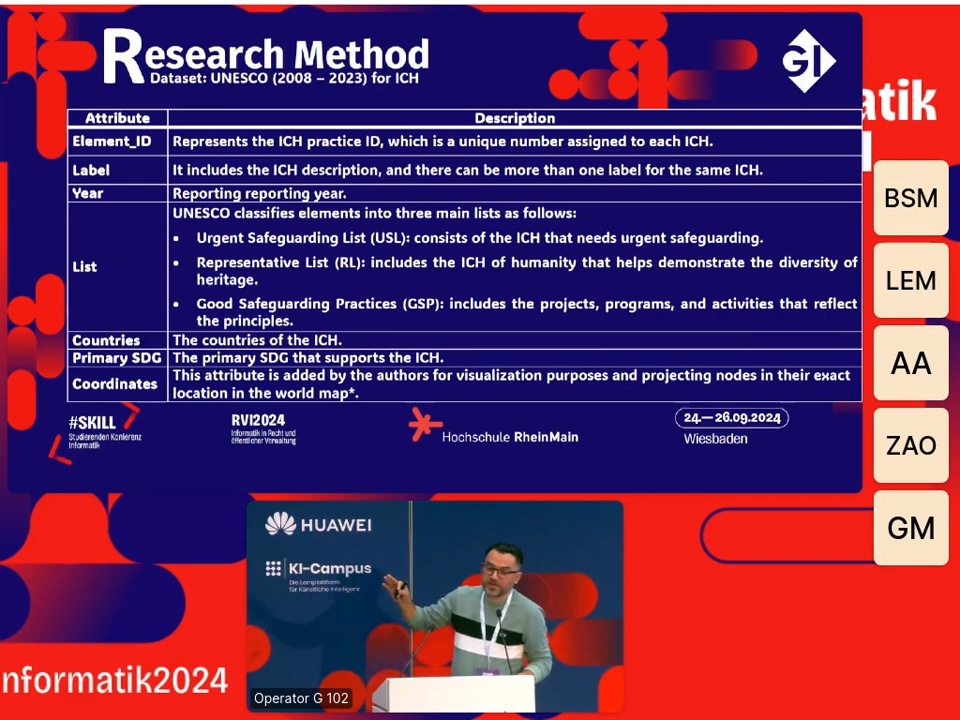 Research Method
Dataset: UNESCO (2008 – 2023) for ICH
GI
atik
Attribute Description
Element_ID Represents the ICH practice ID, which is a unique number assigned to each ICH.
Label It includes the ICH description, and there can be more than one label for the same ICH.
Year Reporting reporting year.
List UNESCO classifies elements into three main lists as follows:
• Urgent Safeguarding List (USL): consists of the ICH that needs urgent safeguarding.
• Representative List (RL): includes the ICH of humanity that helps demonstrate the diversity of
heritage.
• Good Safeguarding Practices (GSP): includes the projects, programs, and activities that reflect
the principles.
Countries The countries of the ICH.
Primary SDG The primary SDG that supports the ICH.
Coordinates This attribute is added by the authors for visualization purposes and projecting nodes in their exact
location in the world map*.
#SKILL
Studierenden Konferenz
Informatik
RVI2024
Informatik in Recht und
öffentlicher Verwaltung
Hochschule RheinMain
24.—26.09.2024
Wiesbaden
BSM
LEM
AA
ZAO
GM
HUAWEI
KI-Campus
Die Lernplattform
für Künstliche Intelligenz
Operator G 102
nformatik2024